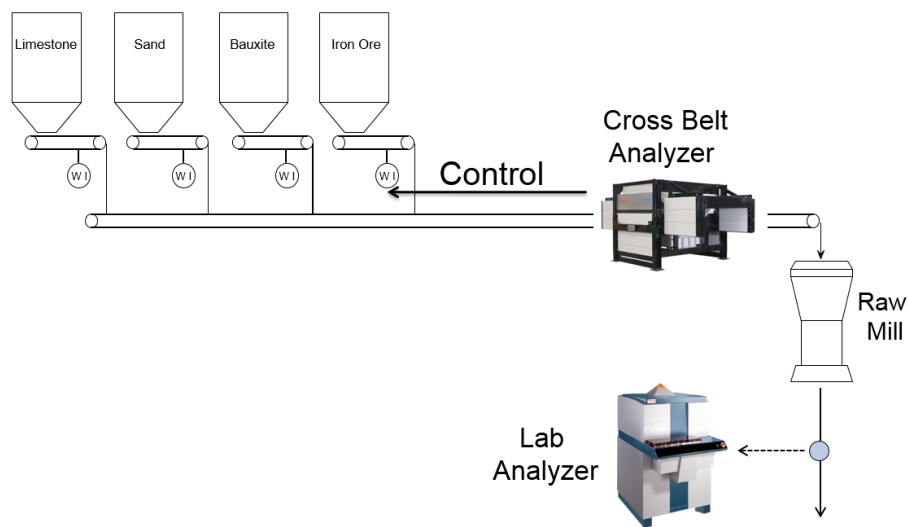 Limestone
Sand
Bauxite
Iron Ore
W I
W I
W I
W I
Cross Belt
Analyzer
Control
Raw
Mill
Lab
Analyzer